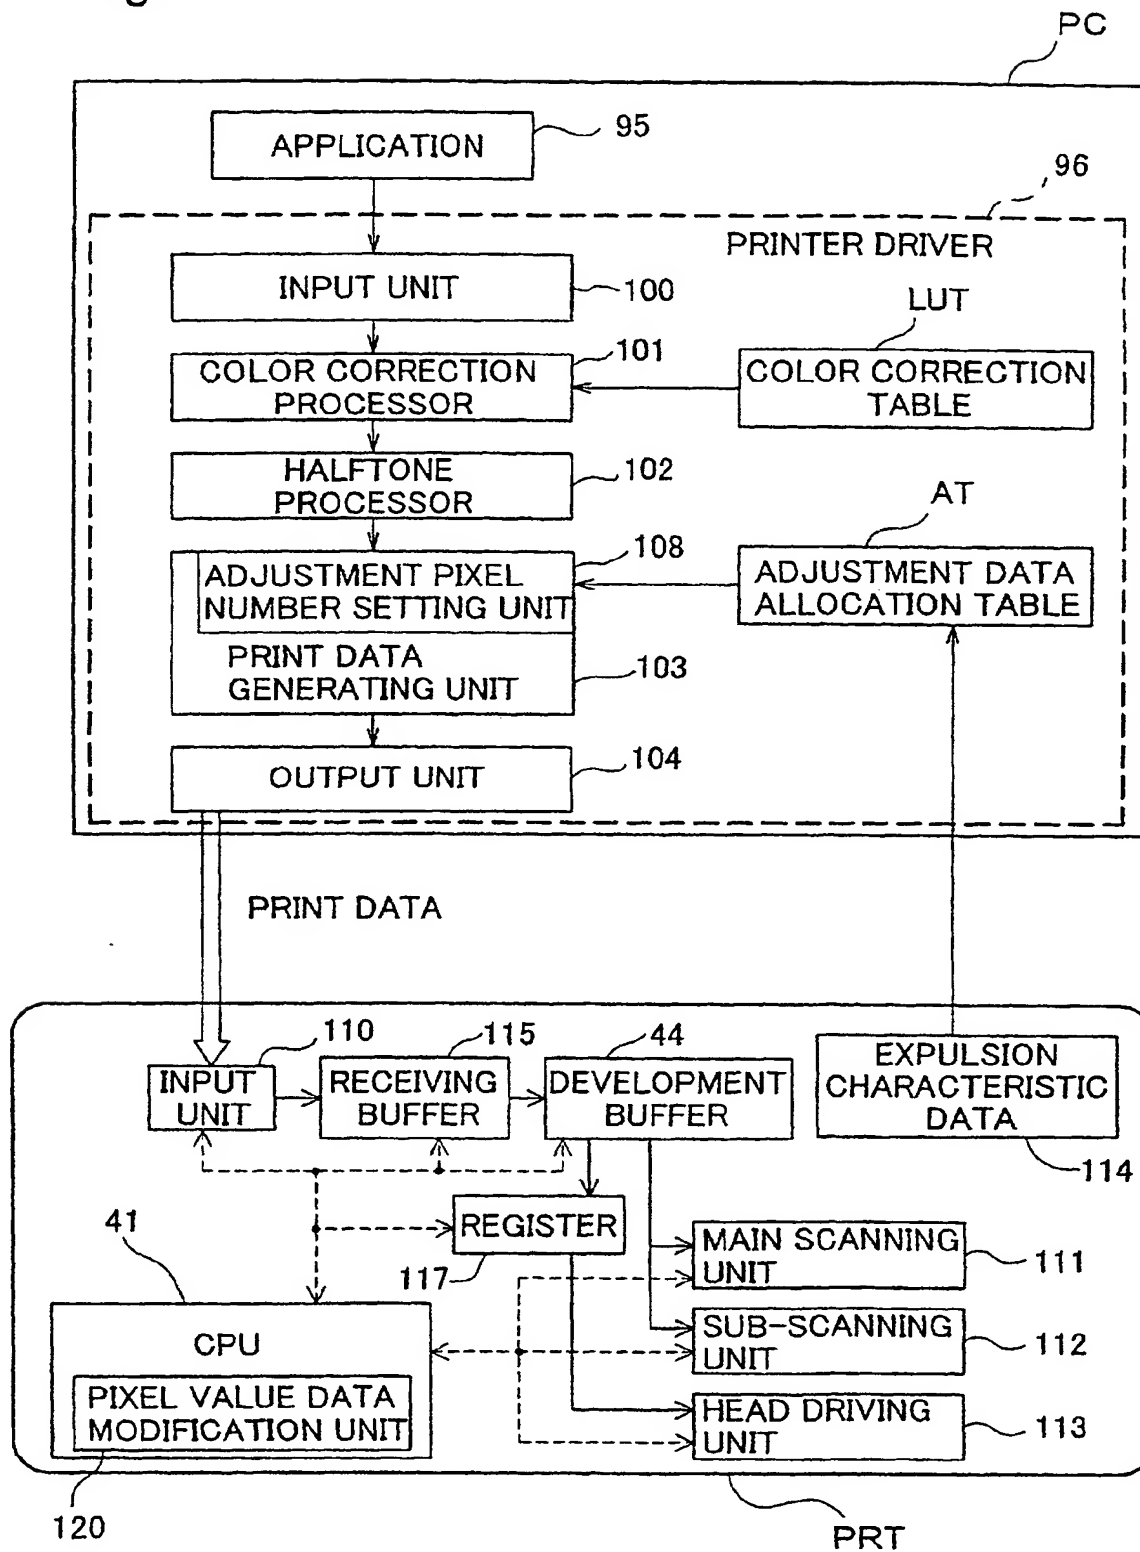 PC
APPLICATION
95
96
PRINTER DRIVER
INPUT UNIT
100
LUT
COLOR CORRECTION
PROCESSOR
101
COLOR CORRECTION
TABLE
HALFTONE
PROCESSOR
102
AT
ADJUSTMENT PIXEL
NUMBER SETTING UNIT
108
ADJUSTMENT DATA
ALLOCATION TABLE
PRINT DATA
GENERATING UNIT
103
OUTPUT UNIT
104
PRINT DATA
110
115
44
INPUT
UNIT
RECEIVING
BUFFER
DEVELOPMENT
BUFFER
EXPULSION
CHARACTERISTIC
DATA
114
41
REGISTER
117
MAIN SCANNING
UNIT
111
CPU
SUB-SCANNING
UNIT
112
PIXEL VALUE DATA
MODIFICATION UNIT
HEAD DRIVING
UNIT
113
120
PRT